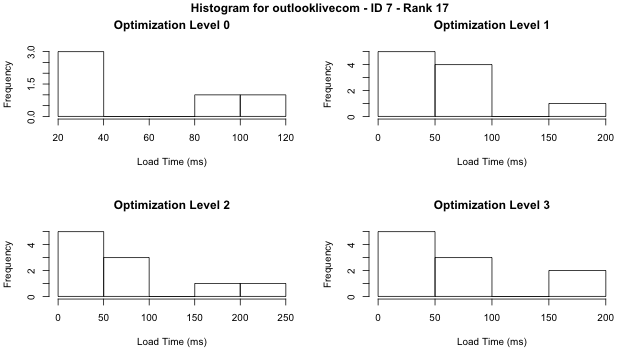 Histogram for outlooklivecom - ID 7 - Rank 17
Optimization Level 0
Frequency
0.0 1.5 3.0
20 40 60 80 100 120
Load Time (ms)
Optimization Level 1
Frequency
0 2 4
0 50 100 150 200
Load Time (ms)
Optimization Level 2
Frequency
0 2 4
0 50 100 150 200 250
Load Time (ms)
Optimization Level 3
Frequency
0 2 4
0 50 100 150 200
Load Time (ms)